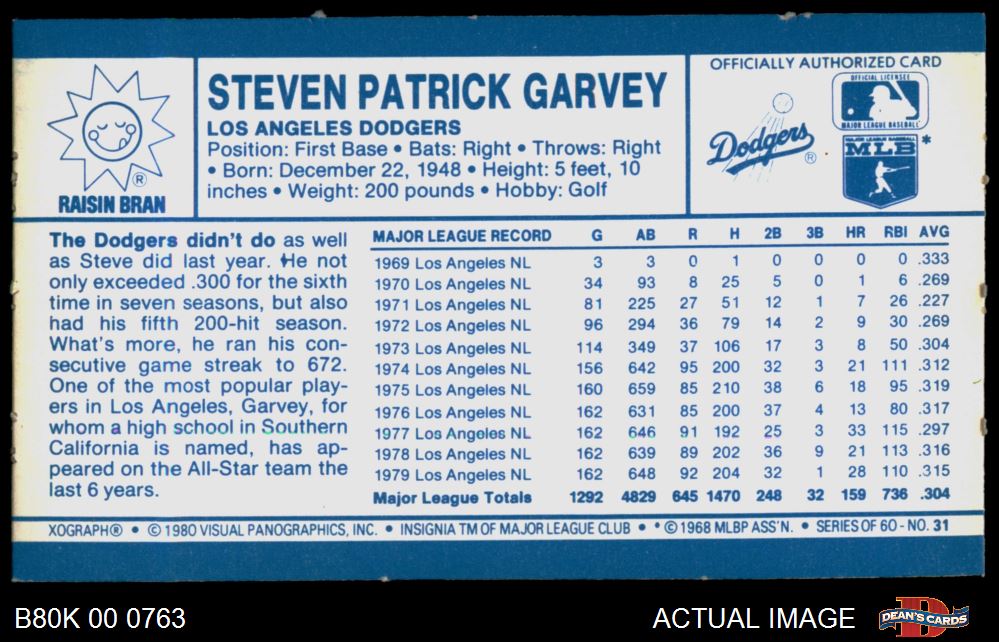 STEVEN PATRICK GARVEY
LOS ANGELES DODGERS
Position: First Base • Bats: Right • Throws: Right
• Born: December 22, 1948 • Height: 5 feet, 10
inches • Weight: 200 pounds • Hobby: Golf
®
RAISIN BRAN
OFFICIALLY AUTHORIZED CARD
Dodgers ®
OFFICIAL LICENSEE
MAJOR LEAGUE BASEBALL
MAJOR LEAGUE BASEBALL
MLB *
The Dodgers didn't do as well
as Steve did last year. He not
only exceeded .300 for the sixth
time in seven seasons, but also
had his fifth 200-hit season.
What's more, he ran his con-
secutive game streak to 672.
One of the most popular play-
ers in Los Angeles, Garvey, for
whom a high school in Southern
California is named, has ap-
peared on the All-Star team the
last 6 years.
MAJOR LEAGUE RECORD G AB R H 2B 3B HR RBI AVG
1969 Los Angeles NL 3 3 0 1 0 0 0 0 .333
1970 Los Angeles NL 34 93 8 25 5 0 1 6 .269
1971 Los Angeles NL 81 225 27 51 12 1 7 26 .227
1972 Los Angeles NL 96 294 36 79 14 2 9 30 .269
1973 Los Angeles NL 114 349 37 106 17 3 8 50 .304
1974 Los Angeles NL 156 642 95 200 32 3 21 111 .312
1975 Los Angeles NL 160 659 85 210 38 6 18 95 .319
1976 Los Angeles NL 162 631 85 200 37 4 13 80 .317
1977 Los Angeles NL 162 646 91 192 25 3 33 115 .297
1978 Los Angeles NL 162 639 89 202 36 9 21 113 .316
1979 Los Angeles NL 162 648 92 204 32 1 28 110 .315
Major League Totals 1292 4829 645 1470 248 32 159 736 .304
XOGRAPH® • © 1980 VISUAL PANOGRAPHICS, INC. • INSIGNIA TM OF MAJOR LEAGUE CLUB • * © 1968 MLBP ASS'N. • SERIES OF 60 - NO. 31
B80K 00 0763
ACTUAL IMAGE
DEAN'S CARDS